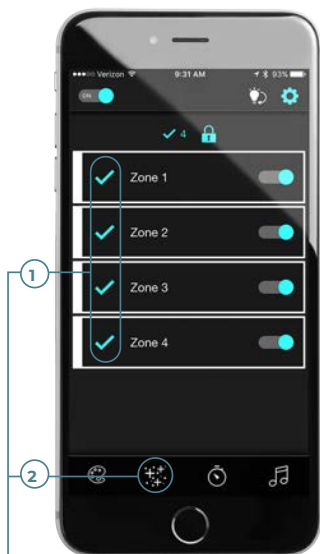 Verizon 9:31 AM 93%
ON
4
Zone 1
Zone 2
Zone 3
Zone 4
1
2